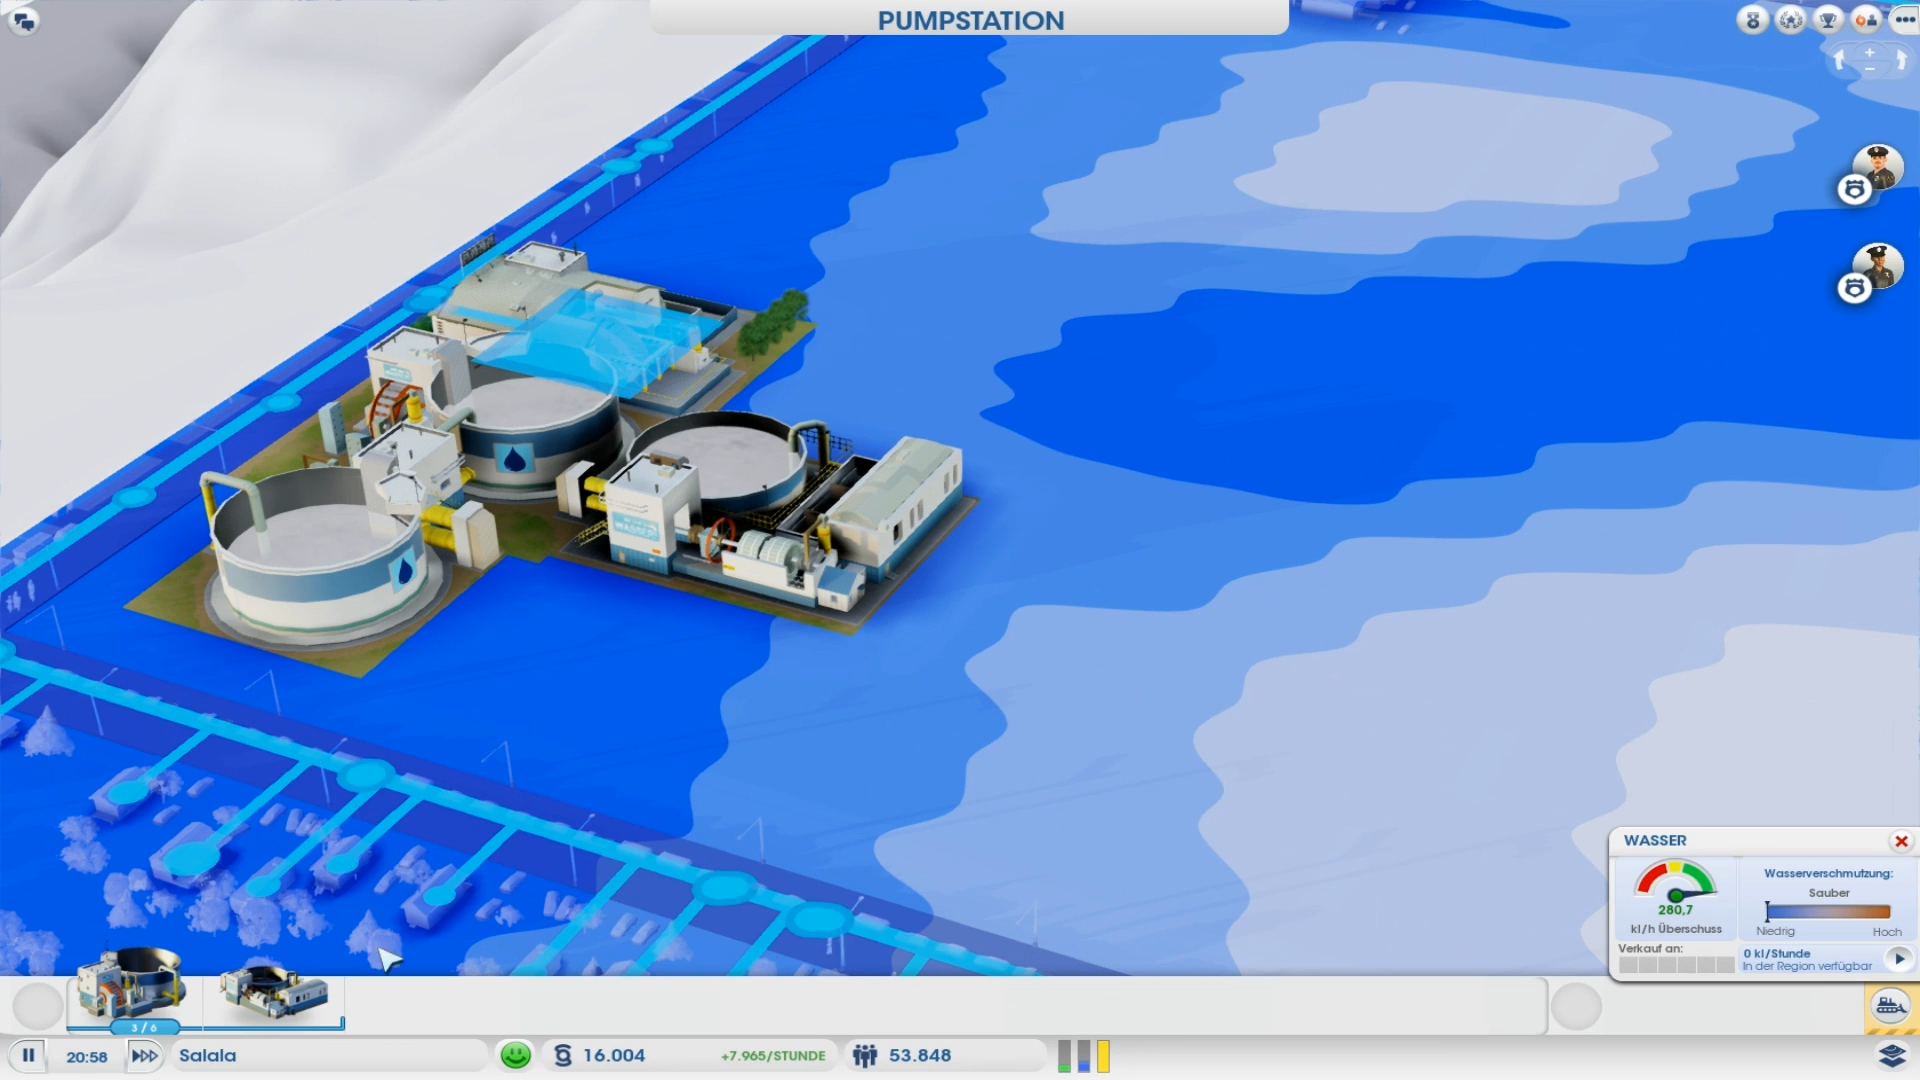 PUMPSTATION
WASSER
WASSER
Wasserverschmutzung:
Sauber
280,7
kl/h Überschuss
Niedrig
Hoch
Verkauf an:
0 kl/Stunde
In der Region verfügbar
3 / 6
20:58
Salala
16.004
+7.965/STUNDE
53.848